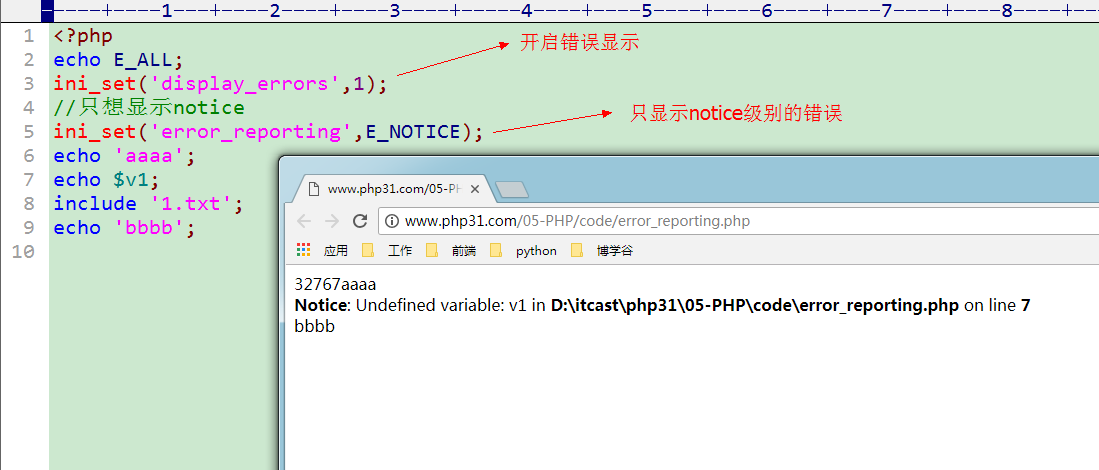 1 2 3 4 5 6 7 8
1 <?php
2 echo E_ALL;
开启错误显示
3 ini_set('display_errors',1);
4 //只想显示notice
只显示notice级别的错误
5 ini_set('error_reporting',E_NOTICE);
6 echo 'aaaa';
7 echo $v1;
8 include '1.txt';
9 echo 'bbbb';
10
www.php31.com/05-PH
www.php31.com/05-PHP/code/error_reporting.php
应用 工作 前端 python 博学谷
32767aaaa
Notice: Undefined variable: v1 in D:\itcast\php31\05-PHP\code\error_reporting.php on line 7
bbbb